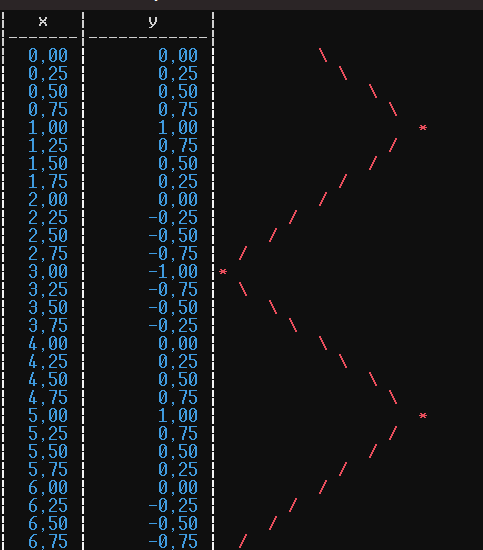 ¦ x ¦ y ¦
¦-------¦------------¦
¦ 0,00 ¦ 0,00 ¦ \
¦ 0,25 ¦ 0,25 ¦ \
¦ 0,50 ¦ 0,50 ¦ \
¦ 0,75 ¦ 0,75 ¦ \
¦ 1,00 ¦ 1,00 ¦ *
¦ 1,25 ¦ 0,75 ¦ /
¦ 1,50 ¦ 0,50 ¦ /
¦ 1,75 ¦ 0,25 ¦ /
¦ 2,00 ¦ 0,00 ¦ /
¦ 2,25 ¦ -0,25 ¦ /
¦ 2,50 ¦ -0,50 ¦ /
¦ 2,75 ¦ -0,75 ¦ /
¦ 3,00 ¦ -1,00 ¦ *
¦ 3,25 ¦ -0,75 ¦ \
¦ 3,50 ¦ -0,50 ¦ \
¦ 3,75 ¦ -0,25 ¦ \
¦ 4,00 ¦ 0,00 ¦ \
¦ 4,25 ¦ 0,25 ¦ \
¦ 4,50 ¦ 0,50 ¦ \
¦ 4,75 ¦ 0,75 ¦ \
¦ 5,00 ¦ 1,00 ¦ *
¦ 5,25 ¦ 0,75 ¦ /
¦ 5,50 ¦ 0,50 ¦ /
¦ 5,75 ¦ 0,25 ¦ /
¦ 6,00 ¦ 0,00 ¦ /
¦ 6,25 ¦ -0,25 ¦ /
¦ 6,50 ¦ -0,50 ¦ /
¦ 6,75 ¦ -0,75 ¦ /